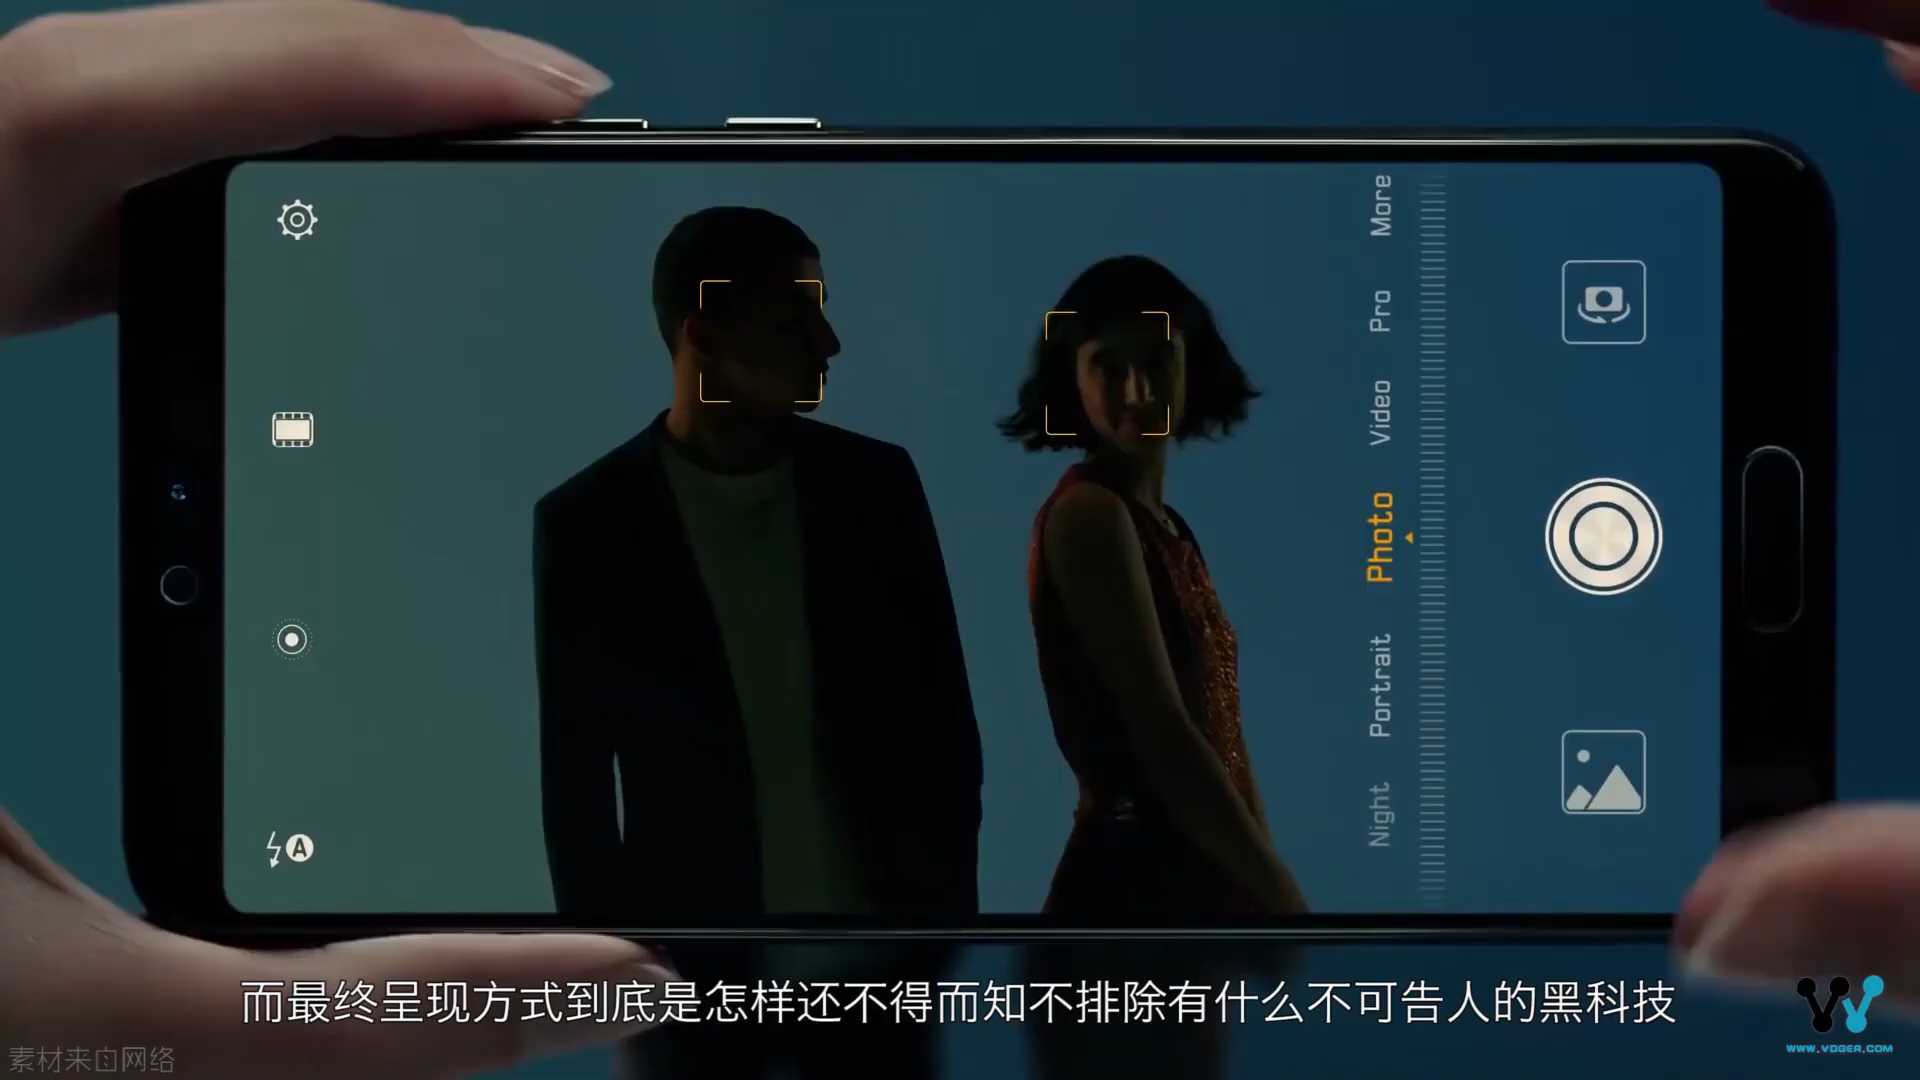 More
Pro
Video
Photo
Portrait
Night
A
而最终呈现方式到底是怎样还不得而知不排除有什么不可告人的黑科技
素材来自网络
WWW.VDGER.COM